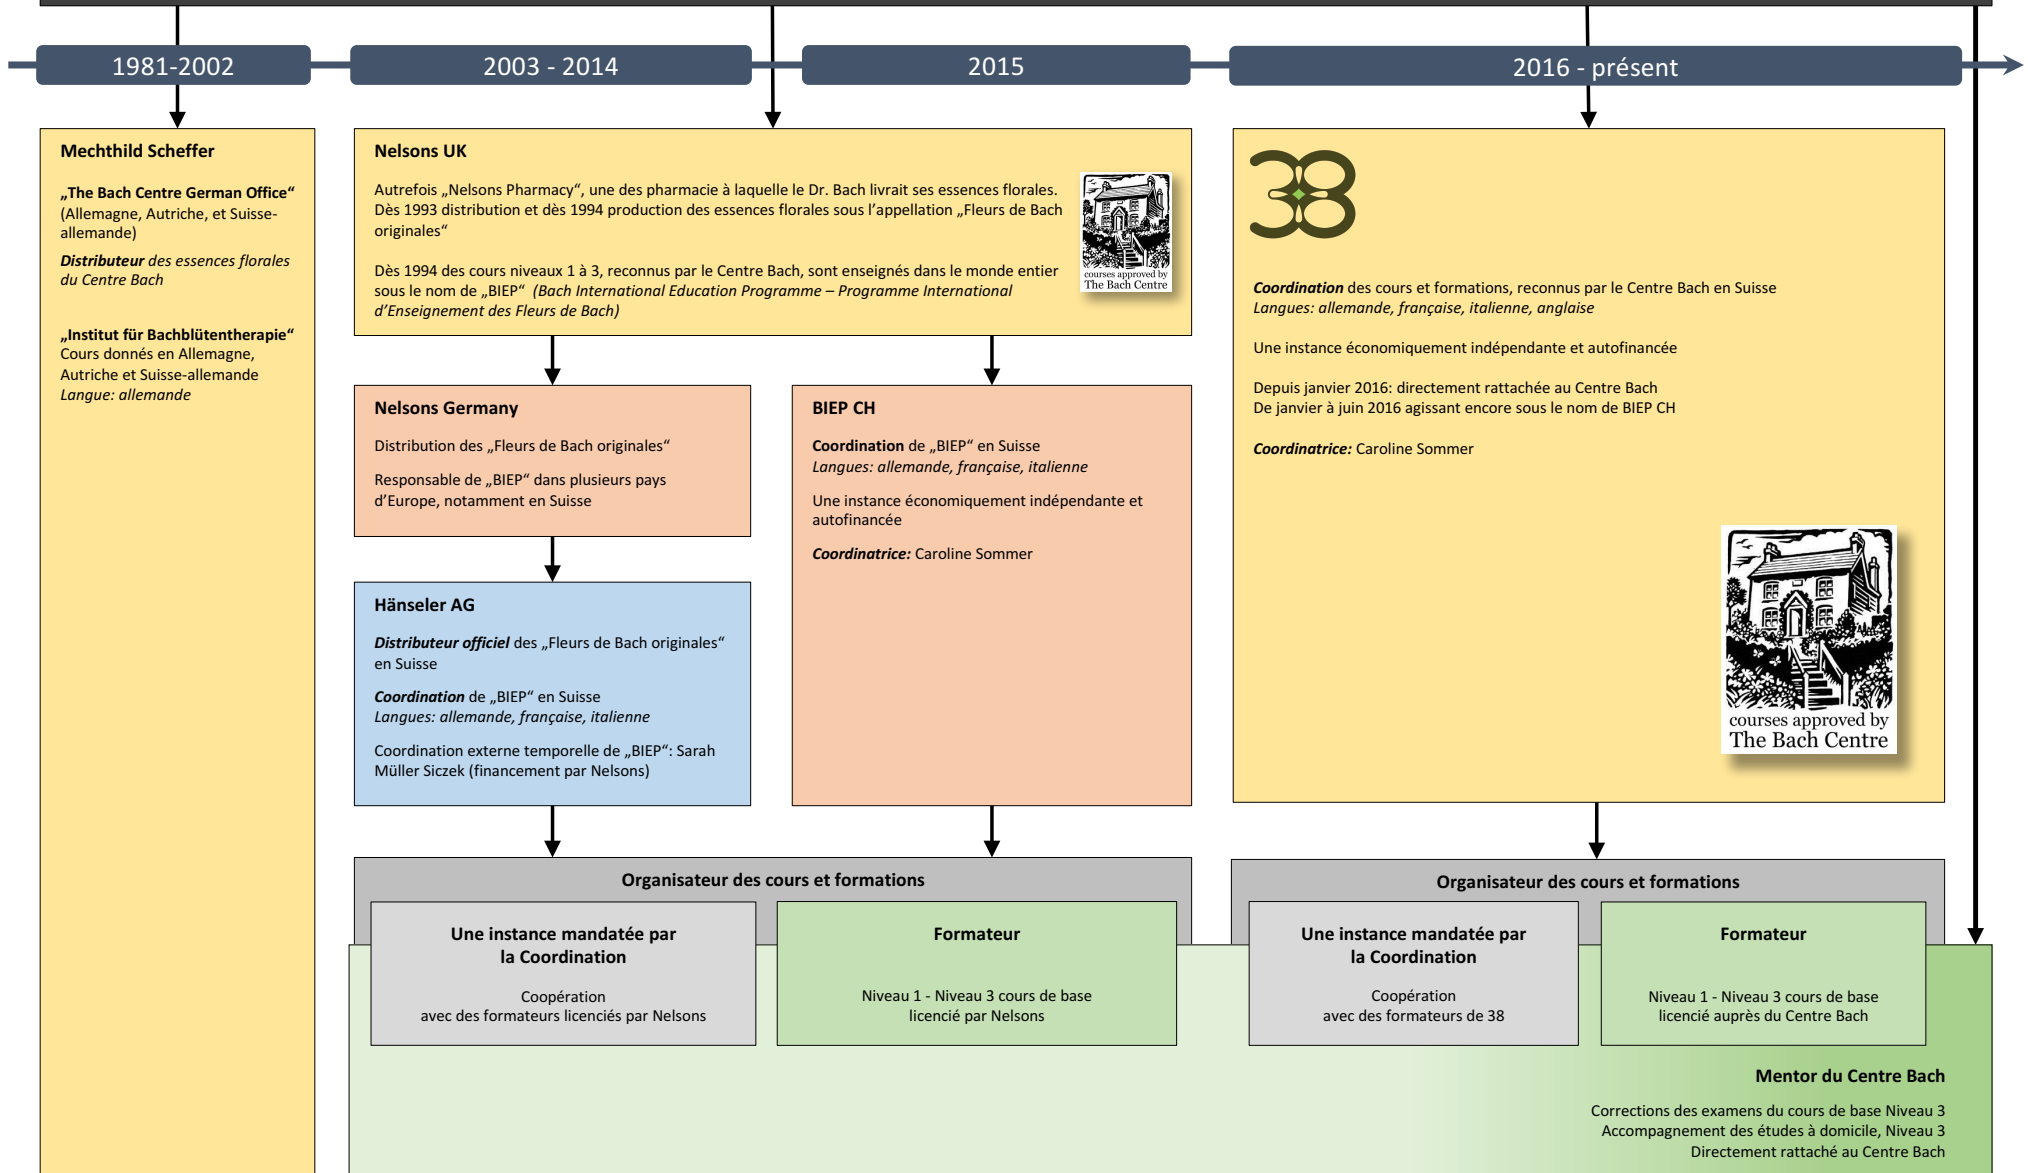 1981-2002
2003 - 2014
2015
2016 - présent
Mechthild Scheffer
„The Bach Centre German Office“
(Allemagne, Autriche, et Suisse-
allemande)
Distributeur des essences florales
du Centre Bach
„Institut für Bachblütentherapie“
Cours donnés en Allemagne,
Autriche et Suisse-allemande
Langue: allemande
Nelsons UK
Autrefois „Nelsons Pharmacy“, une des pharmacie à laquelle le Dr. Bach livrait ses essences florales.
Dès 1993 distribution et dès 1994 production des essences florales sous l’appellation „Fleurs de Bach
originales“
Dès 1994 des cours niveaux 1 à 3, reconnus par le Centre Bach, sont enseignés dans le monde entier
sous le nom de „BIEP“ (Bach International Education Programme – Programme International
d’Enseignement des Fleurs de Bach)
courses approved by
The Bach Centre
Nelsons Germany
Distribution des „Fleurs de Bach originales“
Responsable de „BIEP“ dans plusieurs pays
d’Europe, notamment en Suisse
Hänseler AG
Distributeur officiel des „Fleurs de Bach originales“
en Suisse
Coordination de „BIEP“ en Suisse
Langues: allemande, française, italienne
Coordination externe temporelle de „BIEP“: Sarah
Müller Siczek (financement par Nelsons)
BIEP CH
Coordination de „BIEP“ en Suisse
Langues: allemande, française, italienne
Une instance économiquement indépendante et
autofinancée
Coordinatrice: Caroline Sommer
38
Coordination des cours et formations, reconnus par le Centre Bach en Suisse
Langues: allemande, française, italienne, anglaise
Une instance économiquement indépendante et autofinancée
Depuis janvier 2016: directement rattachée au Centre Bach
De janvier à juin 2016 agissant encore sous le nom de BIEP CH
Coordinatrice: Caroline Sommer
courses approved by
The Bach Centre
Organisateur des cours et formations
Une instance mandatée par
la Coordination
Coopération
avec des formateurs licenciés par Nelsons
Formateur
Niveau 1 - Niveau 3 cours de base
licencié par Nelsons
Organisateur des cours et formations
Une instance mandatée par
la Coordination
Coopération
avec des formateurs de 38
Formateur
Niveau 1 - Niveau 3 cours de base
licencié auprès du Centre Bach
Mentor du Centre Bach
Corrections des examens du cours de base Niveau 3
Accompagnement des études à domicile, Niveau 3
Directement rattaché au Centre Bach